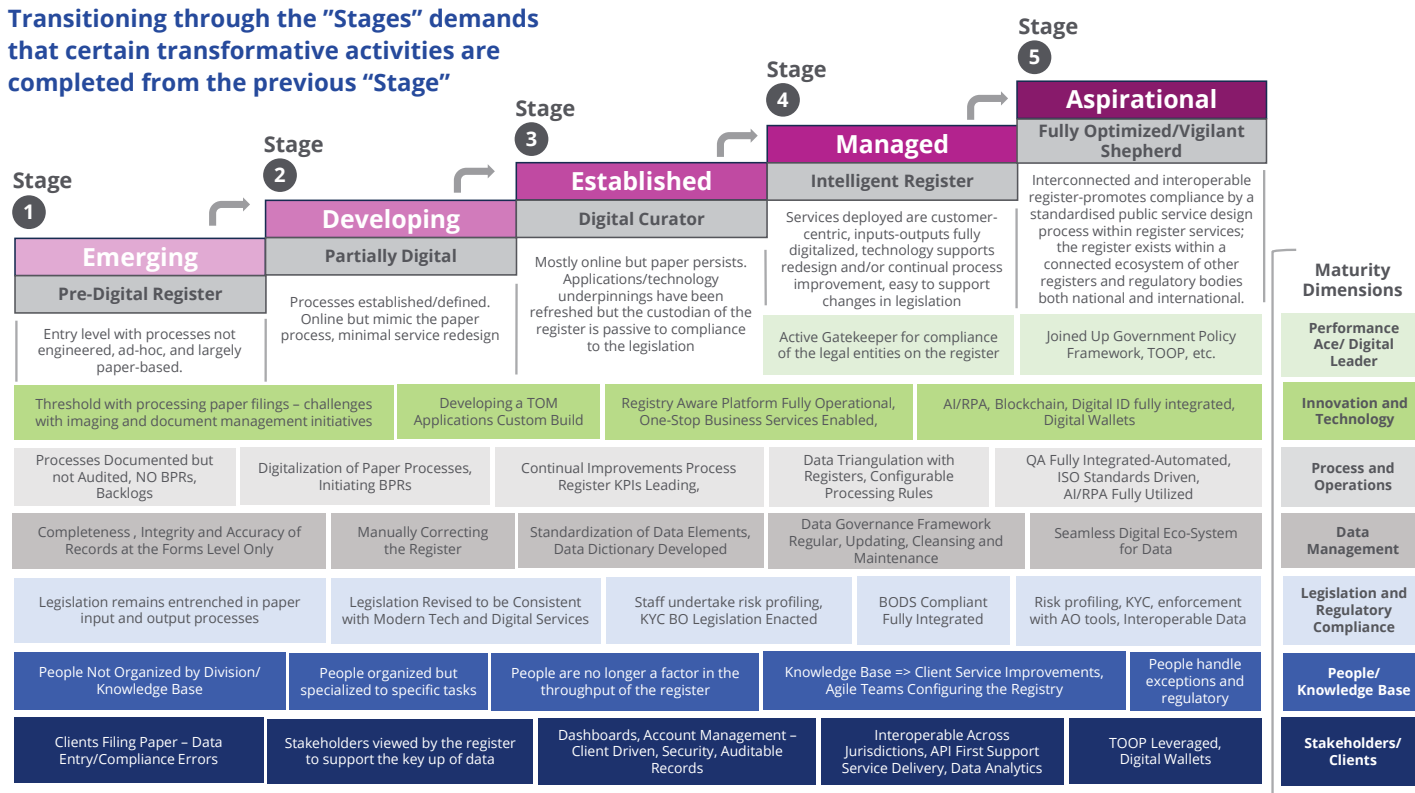 Transitioning through the ”Stages” demands
that certain transformative activities are
completed from the previous “Stage”
Stage
1
Emerging
Pre-Digital Register
Entry level with processes not
engineered, ad-hoc, and largely
paper-based.
Stage
2
Developing
Partially Digital
Processes established/defined.
Online but mimic the paper
process, minimal service redesign
Stage
3
Established
Digital Curator
Mostly online but paper persists.
Applications/technology
underpinnings have been
refreshed but the custodian of the
register is passive to compliance
to the legislation
Stage
4
Managed
Intelligent Register
Services deployed are customer-
centric, inputs-outputs fully
digitalized, technology supports
redesign and/or continual process
improvement, easy to support
changes in legislation
Stage
5
Aspirational
Fully Optimized/Vigilant
Shepherd
Interconnected and interoperable
register-promotes compliance by a
standardised public service design
process within register services;
the register exists within a
connected ecosystem of other
registers and regulatory bodies
both national and international.
Maturity
Dimensions
Active Gatekeeper for compliance
of the legal entities on the register
Joined Up Government Policy
Framework, TOOP, etc.
Performance
Ace/ Digital
Leader
Threshold with processing paper filings – challenges
with imaging and document management initiatives
Developing a TOM
Applications Custom Build
Registry Aware Platform Fully Operational,
One-Stop Business Services Enabled,
AI/RPA, Blockchain, Digital ID fully integrated,
Digital Wallets
Innovation and
Technology
Processes Documented but
not Audited, NO BPRs,
Backlogs
Digitalization of Paper Processes,
Initiating BPRs
Continual Improvements Process
Register KPIs Leading,
Data Triangulation with
Registers, Configurable
Processing Rules
QA Fully Integrated-Automated,
ISO Standards Driven,
AI/RPA Fully Utilized
Process and
Operations
Completeness , Integrity and Accuracy of
Records at the Forms Level Only
Manually Correcting
the Register
Standardization of Data Elements,
Data Dictionary Developed
Data Governance Framework
Regular, Updating, Cleansing and
Maintenance
Seamless Digital Eco-System
for Data
Data
Management
Legislation remains entrenched in paper
input and output processes
Legislation Revised to be Consistent
with Modern Tech and Digital Services
Staff undertake risk profiling,
KYC BO Legislation Enacted
BODS Compliant
Fully Integrated
Risk profiling, KYC, enforcement
with AO tools, Interoperable Data
Legislation and
Regulatory
Compliance
People Not Organized by Division/
Knowledge Base
People organized but
specialized to specific tasks
People are no longer a factor in the
throughput of the register
Knowledge Base => Client Service Improvements,
Agile Teams Configuring the Registry
People handle
exceptions and
regulatory
People/
Knowledge Base
Clients Filing Paper – Data
Entry/Compliance Errors
Stakeholders viewed by the register
to support the key up of data
Dashboards, Account Management –
Client Driven, Security, Auditable
Records
Interoperable Across
Jurisdictions, API First Support
Service Delivery, Data Analytics
TOOP Leveraged,
Digital Wallets
Stakeholders/
Clients